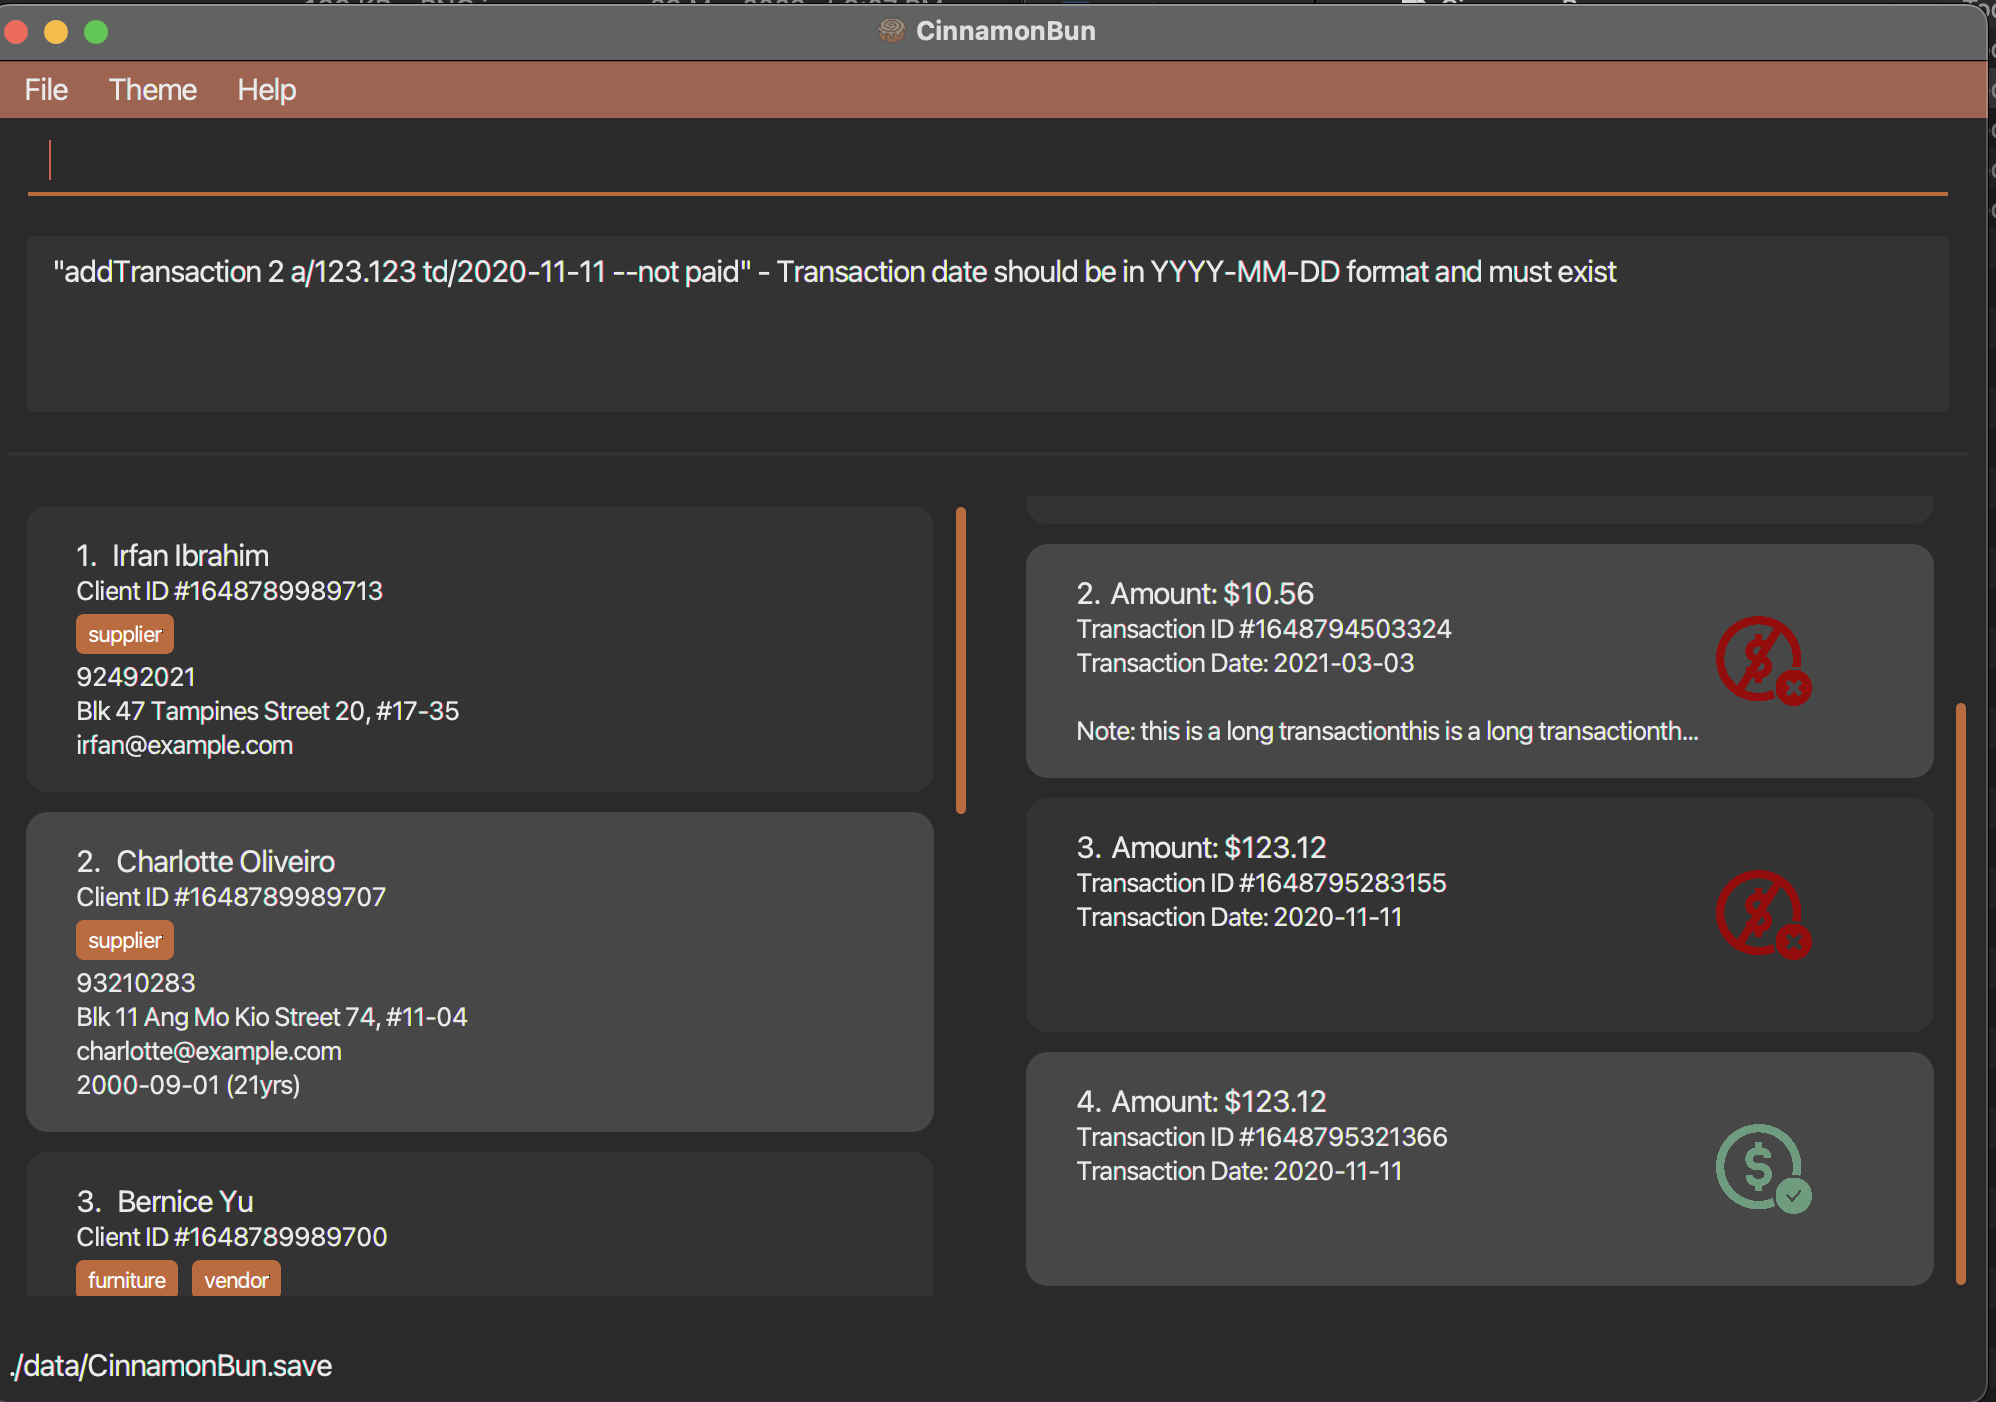 CinnamonBun
File Theme Help
"addTransaction 2 a/123.123 td/2020-11-11 --not paid" - Transaction date should be in YYYY-MM-DD format and must exist
1. Irfan Ibrahim
Client ID #1648789989713
supplier
92492021
Blk 47 Tampines Street 20, #17-35
irfan@example.com
2. Charlotte Oliveiro
Client ID #1648789989707
supplier
93210283
Blk 11 Ang Mo Kio Street 74, #11-04
charlotte@example.com
2000-09-01 (21yrs)
3. Bernice Yu
Client ID #1648789989700
furniture vendor
2. Amount: $10.56
Transaction ID #1648794503324
Transaction Date: 2021-03-03
Note: this is a long transactionthis is a long transactionth...
3. Amount: $123.12
Transaction ID #1648795283155
Transaction Date: 2020-11-11
4. Amount: $123.12
Transaction ID #1648795321366
Transaction Date: 2020-11-11
./data/CinnamonBun.save